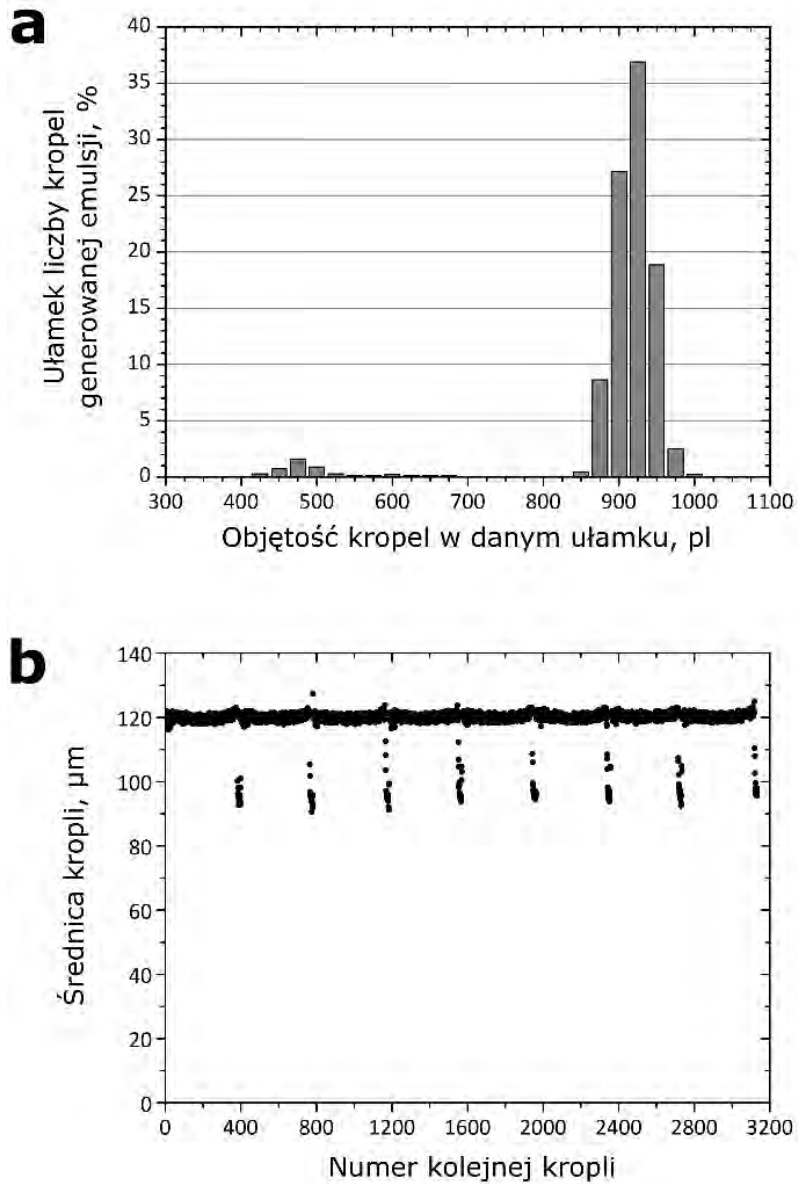 a
Ułamek liczby kropel
generowanej emulsji, %
40
35
30
25
20
15
10
5
0
300 400 500 600 700 800 900 1000 1100
Objętość kropel w danym ułamku, pl
b
Średnica kropli, µm
140
120
100
80
60
40
20
0
0 400 800 1200 1600 2000 2400 2800 3200
Numer kolejnej kropli